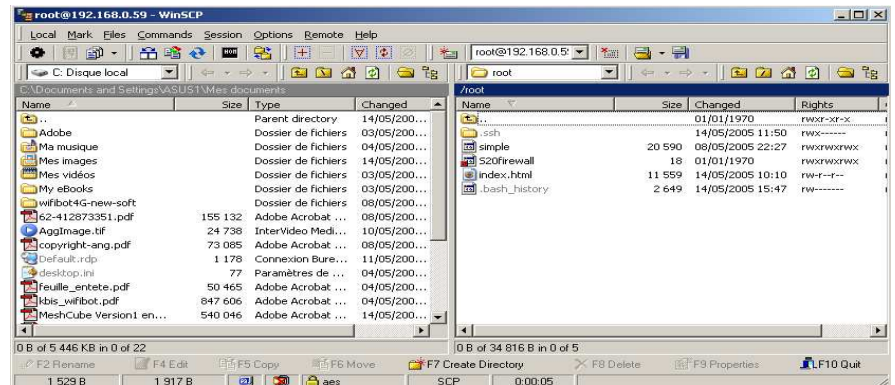 root@192.168.0.59 - WinSCP
Local Mark Files Commands Session Options Remote Help
root@192.168.0.5
C: Disque local
root
C:\Documents and Settings\ASUS1\Mes documents
/root
Name Size Type Changed
Name Size Changed Rights
.. Parent directory 14/05/200...
Adobe Dossier de fichiers 03/05/200...
Ma musique Dossier de fichiers 04/05/200...
Mes images Dossier de fichiers 14/05/200...
Mes vidéos Dossier de fichiers 03/05/200...
My eBooks Dossier de fichiers 03/05/200...
wifibot4G-new-soft Dossier de fichiers 08/05/200...
62-412873351.pdf 155 132 Adobe Acrobat ... 08/05/200...
AggImage.tif 24 738 InterVideo Medi... 10/05/200...
copyright-ang.pdf 73 085 Adobe Acrobat ... 08/05/200...
Default.rdp 1 178 Connexion Bure... 11/05/200...
desktop.ini 77 Paramètres de ... 04/05/200...
feuille_entete.pdf 50 465 Adobe Acrobat ... 04/05/200...
kbis_wifibot.pdf 847 606 Adobe Acrobat ... 04/05/200...
MeshCube Version1 en... 540 046 Adobe Acrobat ... 14/05/200...
.. 01/01/1970 rwxr-xr-x
.ssh 14/05/2005 11:50 rwx------
simple 20 590 08/05/2005 22:27 rwxrwxrwx
S20firewall 18 01/01/1970 rwxrwxrwx
index.html 11 559 14/05/2005 10:10 rw-r--r--
.bash_history 2 649 14/05/2005 15:47 rw-------
0 B of 5 446 KB in 0 of 22
0 B of 34 816 B in 0 of 5
F2 Rename F4 Edit F5 Copy F6 Move F7 Create Directory F8 Delete F9 Properties F10 Quit
1 529 B 1 917 B aes SCP 0:00:05